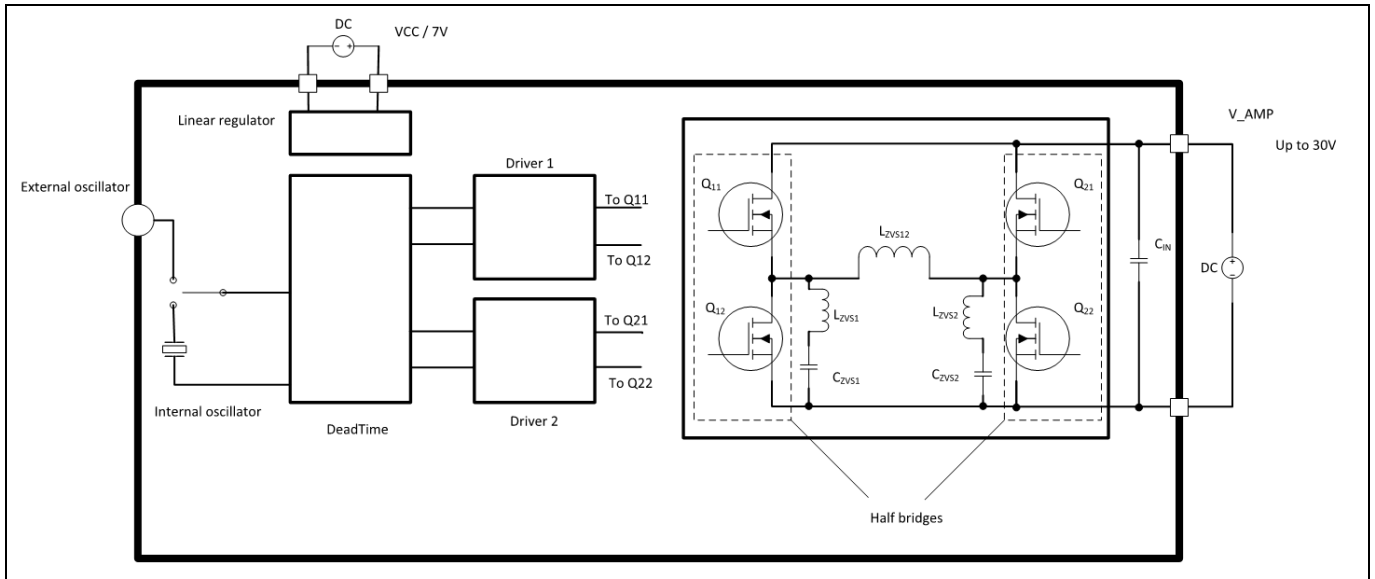 DC
VCC / 7V
Linear regulator
V_AMP
Up to 30V
Driver 1
External oscillator
To Q11
To Q12
Q11
Q21
LZVS12
CIN
DC
Q12
LZVS1
LZVS2
Q22
To Q21
To Q22
CZVS1
CZVS2
Internal oscillator
DeadTime
Driver 2
Half bridges